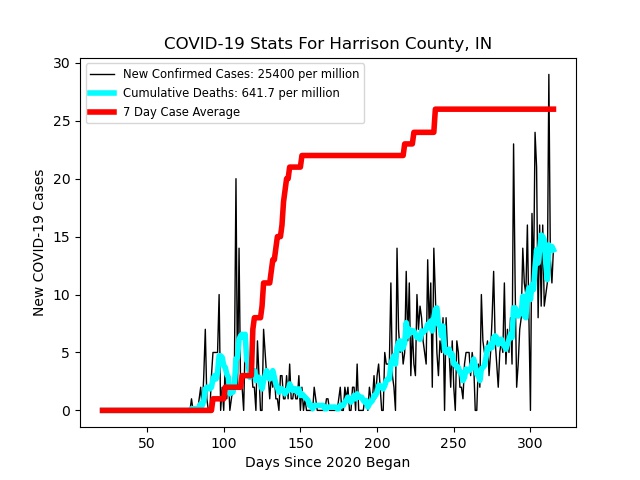 COVID-19 Stats For Harrison County, IN
New Confirmed Cases: 25400 per million
Cumulative Deaths: 641.7 per million
7 Day Case Average
New COVID-19 Cases
30
25
20
15
10
5
0
50 100 150 200 250 300
Days Since 2020 Began